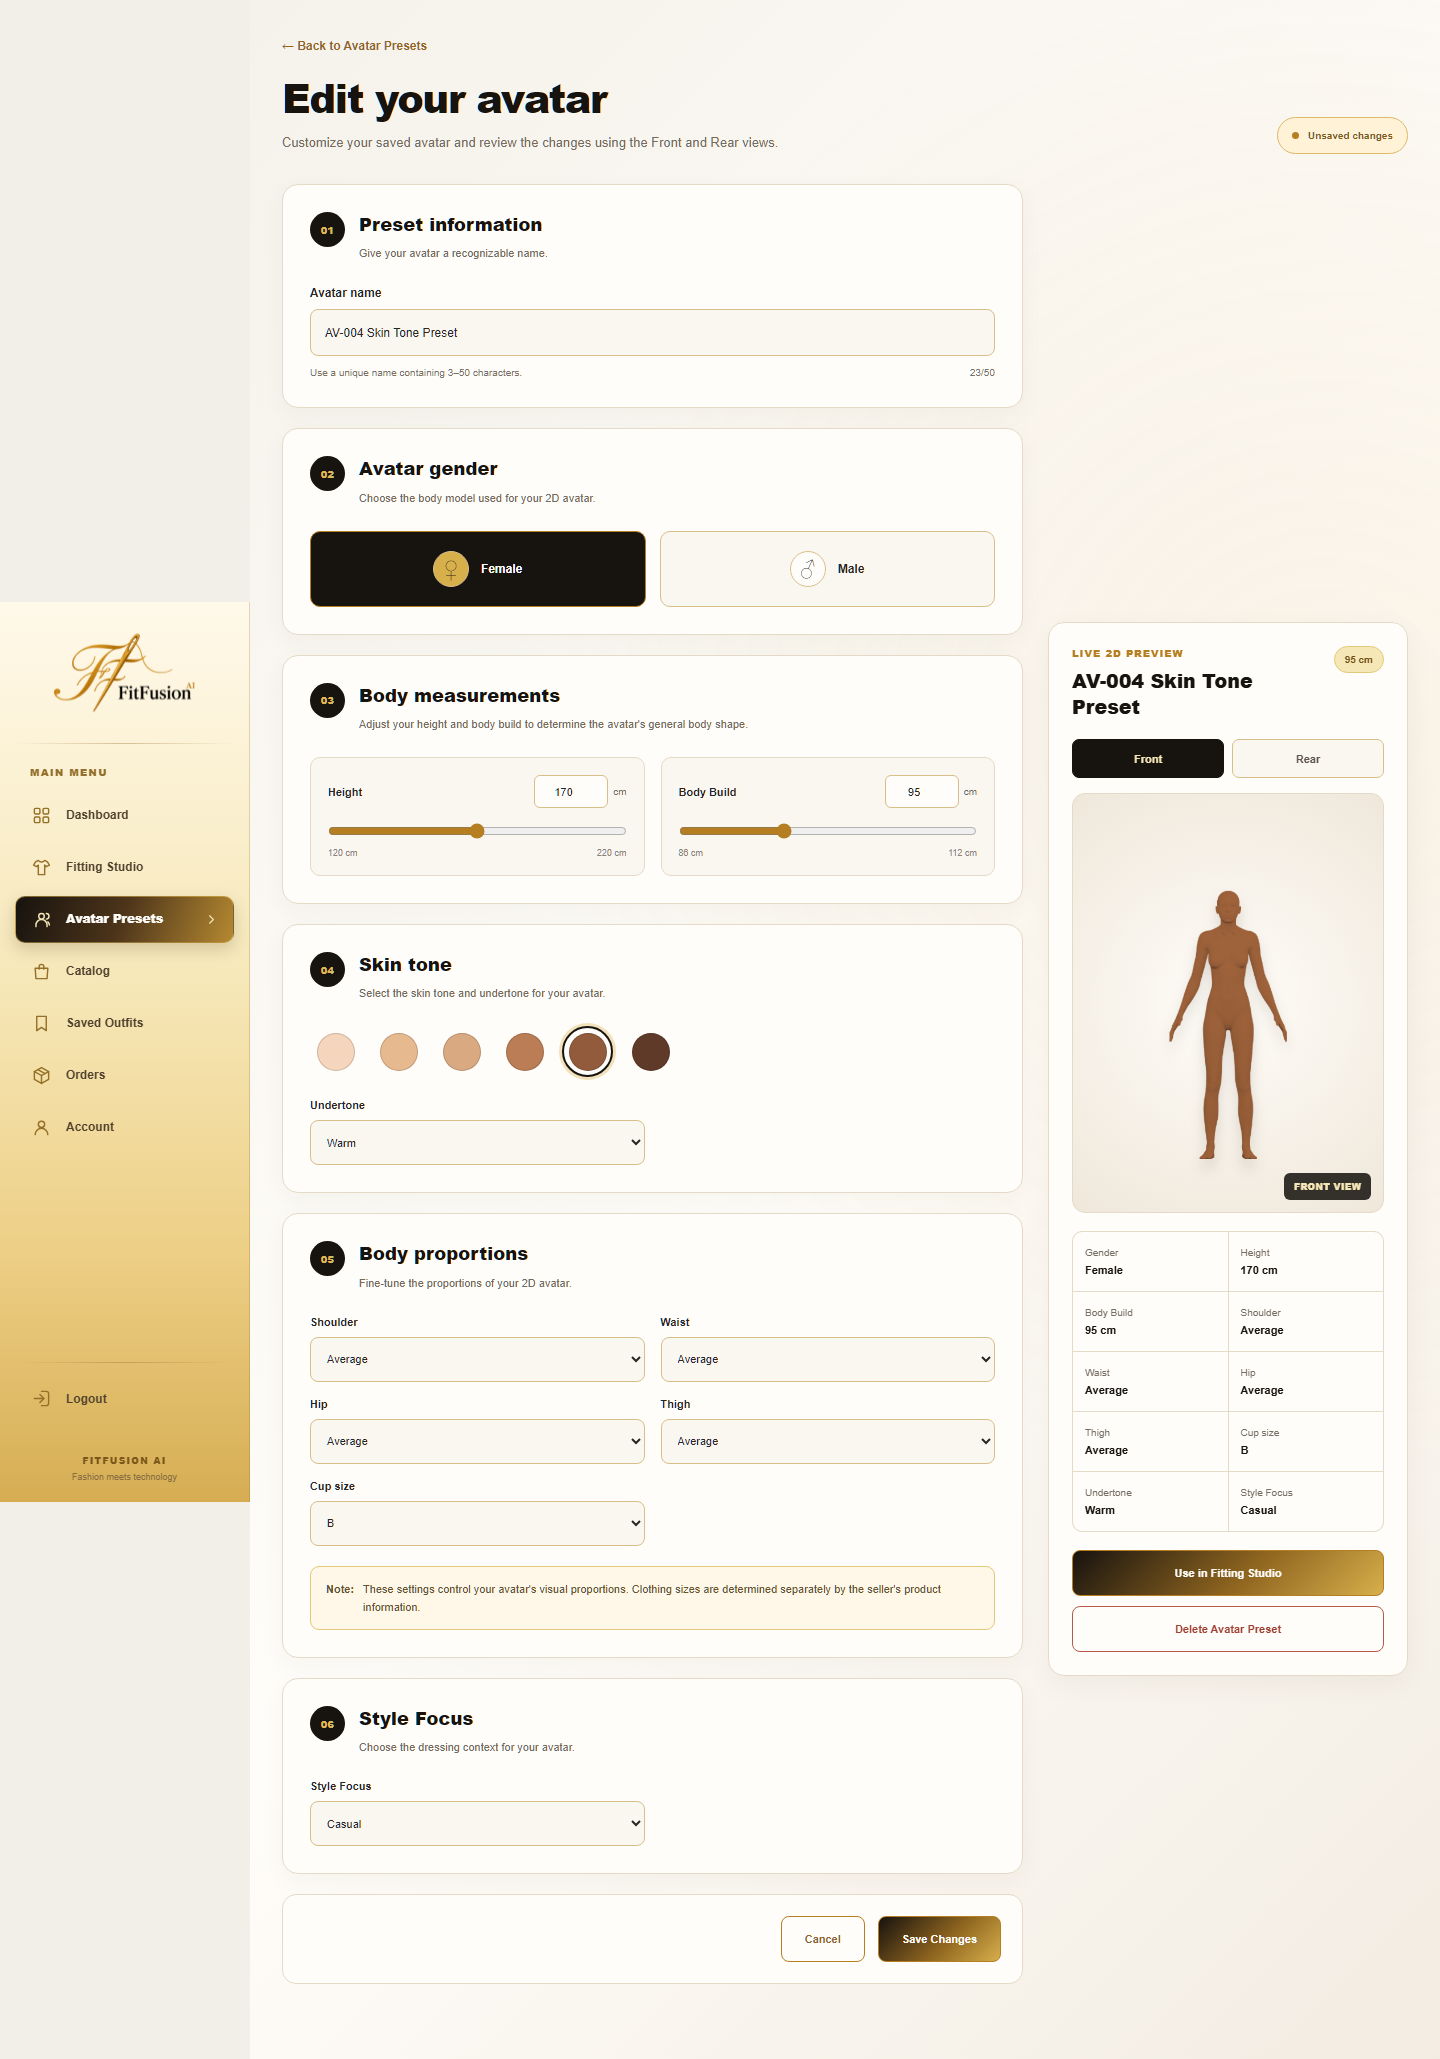 ← Back to Avatar Presets
Edit your avatar
Customize your saved avatar and review the changes using the Front and Rear views.
Unsaved changes
01
Preset information
Give your avatar a recognizable name.
Avatar name
AV-004 Skin Tone Preset
Use a unique name containing 3–50 characters.
23/50
02
Avatar gender
Choose the body model used for your 2D avatar.
Female
Male
03
Body measurements
Adjust your height and body build to determine the avatar's general body shape.
Height
170 cm
120 cm
220 cm
Body Build
95 cm
86 cm
112 cm
04
Skin tone
Select the skin tone and undertone for your avatar.
Undertone
Warm
05
Body proportions
Fine-tune the proportions of your 2D avatar.
Shoulder
Average
Waist
Average
Hip
Average
Thigh
Average
Cup size
B
Note: These settings control your avatar's visual proportions. Clothing sizes are determined separately by the seller's product
information.
06
Style Focus
Choose the dressing context for your avatar.
Style Focus
Casual
Cancel
Save Changes
FitFusion AI
MAIN MENU
Dashboard
Fitting Studio
Avatar Presets
Catalog
Saved Outfits
Orders
Account
Logout
FITFUSION AI
Fashion meets technology
LIVE 2D PREVIEW
95 cm
AV-004 Skin Tone
Preset
Front
Rear
FRONT VIEW
Gender
Female
Height
170 cm
Body Build
95 cm
Shoulder
Average
Waist
Average
Hip
Average
Thigh
Average
Cup size
B
Undertone
Warm
Style Focus
Casual
Use in Fitting Studio
Delete Avatar Preset